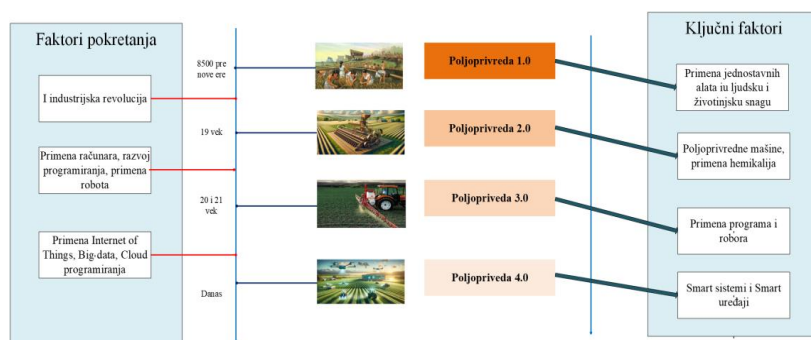 Faktori pokretanja
I industrijska revolucija
Primena računara, razvoj
programiranja, primena
robota
Primena Internet of
Things, Big-data, Cloud
programiranja
8500 pre
nove ere
19 vek
20 i 21
vek
Danas
Poljoprivreda 1.0
Poljoprivreda 2.0
Poljopriveda 3.0
Poljopriveda 4.0
Ključni faktori
Primena jednostavnih
alata iu ljudsku i
životinjsku snagu
Poljoprivredne mašine,
primena hemikalija
Primena programa i
robora
Smart sistemi i Smart
uređaji